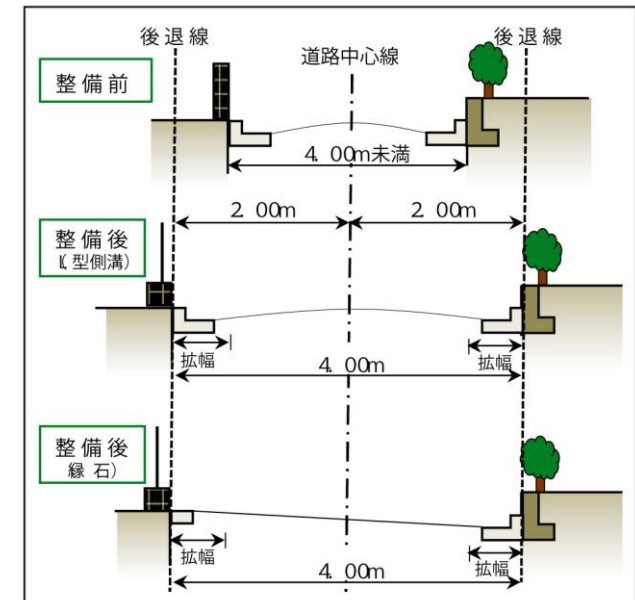 後退線
道路中心線
後退線
整備前
4. 00m未満
2. 00m
2. 00m
整備後
(L型側溝)
拡幅
拡幅
4. 00m
整備後
縁石)
拡幅
拡幅
4. 00m